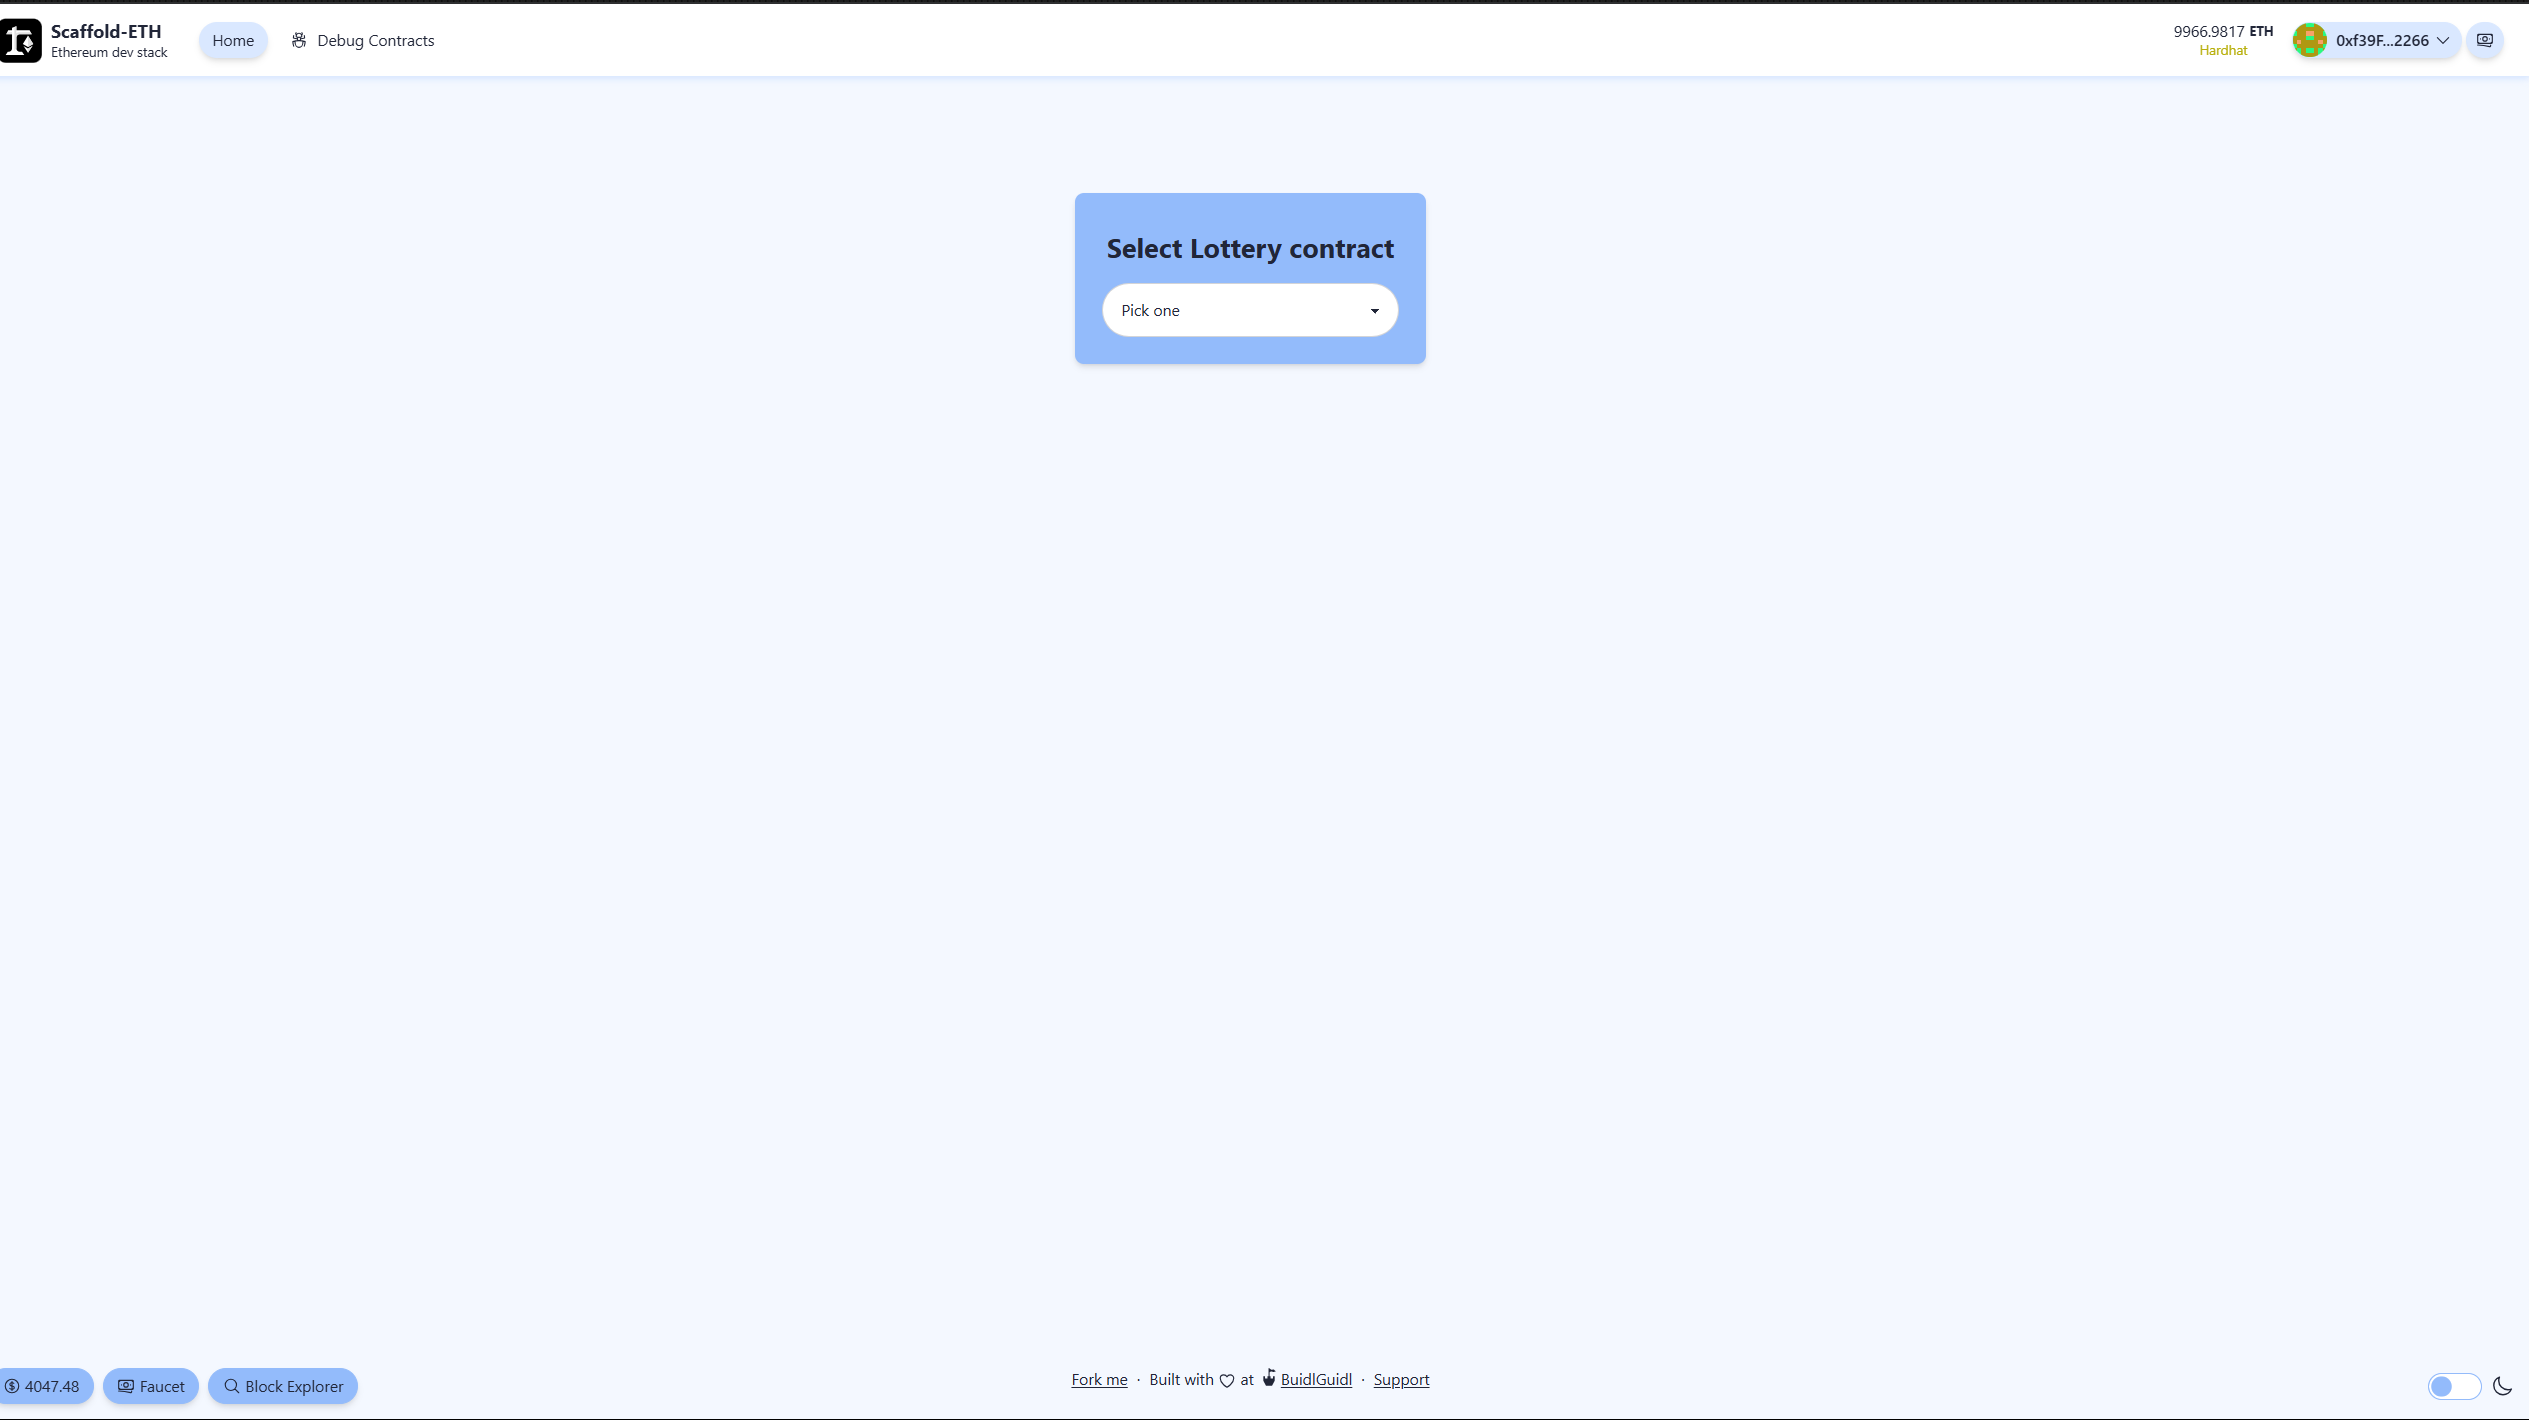 Scaffold-ETH
Ethereum dev stack
Home
Debug Contracts
9966.9817 ETH
Hardhat
0xf39F...2266
Select Lottery contract
Pick one
4047.48
Faucet
Block Explorer
Fork me · Built with ♡ at BuidlGuidl · Support